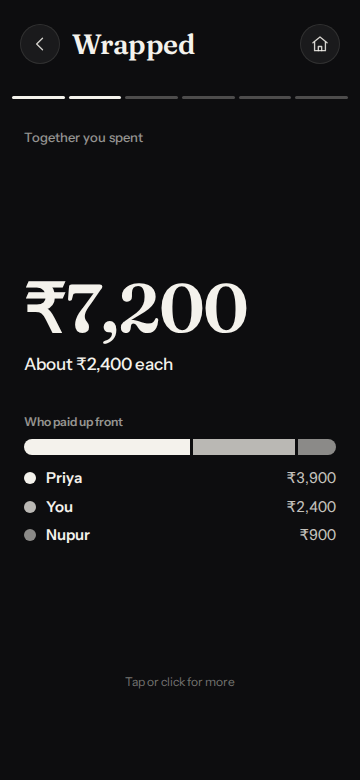 Wrapped
Together you spent
₹7,200
About ₹2,400 each
Who paid up front
Priya ₹3,900
You ₹2,400
Nupur ₹900
Tap or click for more